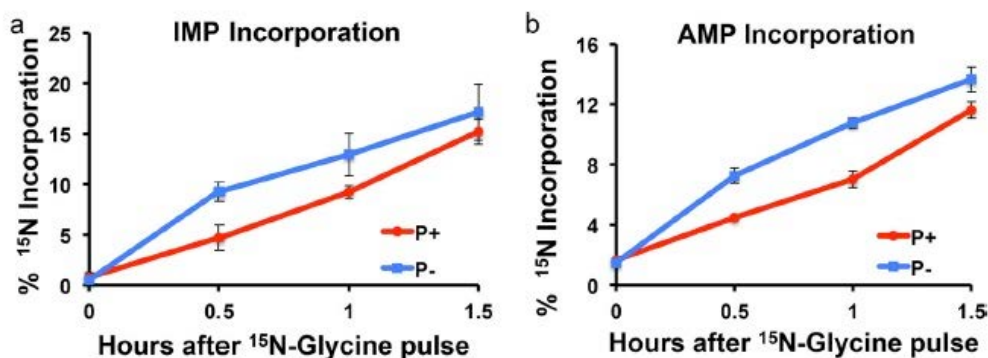 a
IMP Incorporation
% ¹⁵N Incorporation
25
20
15
10
5
0
P+
P-
0 0.5 1 1.5
Hours after ¹⁵N-Glycine pulse
b
AMP Incorporation
% ¹⁵N Incorporation
16
12
8
4
0
P+
P-
0 0.5 1 1.5
Hours after ¹⁵N-Glycine pulse